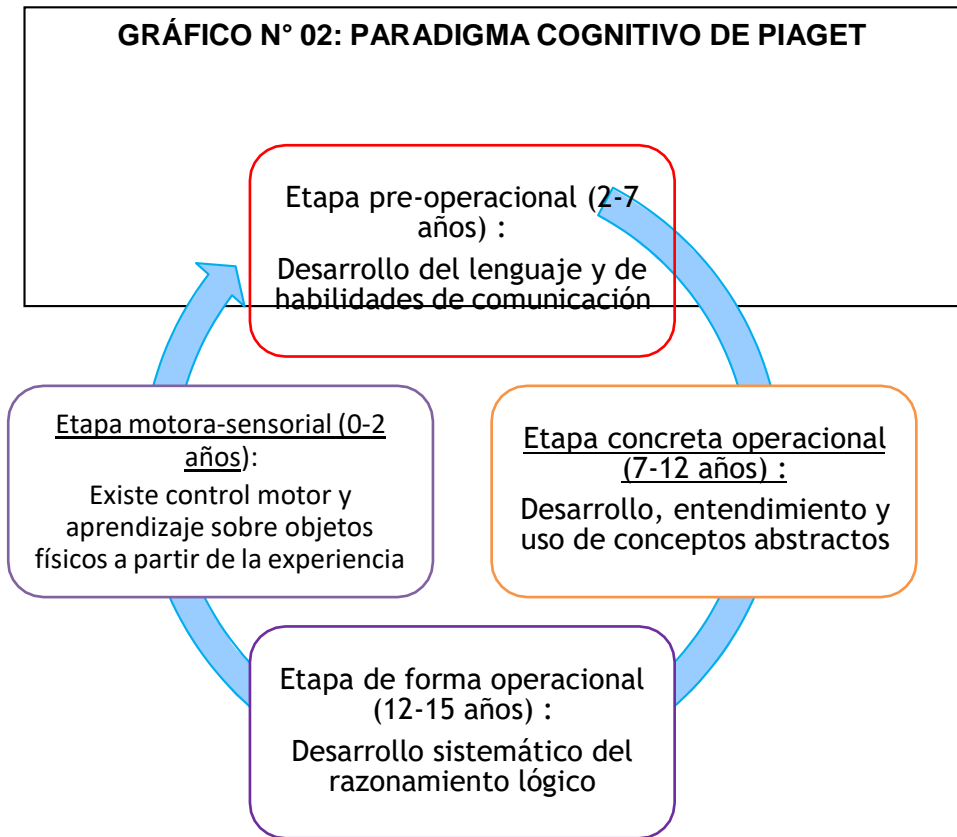 GRÁFICO N° 02: PARADIGMA COGNITIVO DE PIAGET
Etapa pre-operacional (2-7
años) :
Desarrollo del lenguaje y de
habilidades de comunicación
Etapa motora-sensorial (0-2
años):
Existe control motor y
aprendizaje sobre objetos
físicos a partir de la experiencia
Etapa concreta operacional
(7-12 años) :
Desarrollo, entendimiento y
uso de conceptos abstractos
Etapa de forma operacional
(12-15 años) :
Desarrollo sistemático del
razonamiento lógico